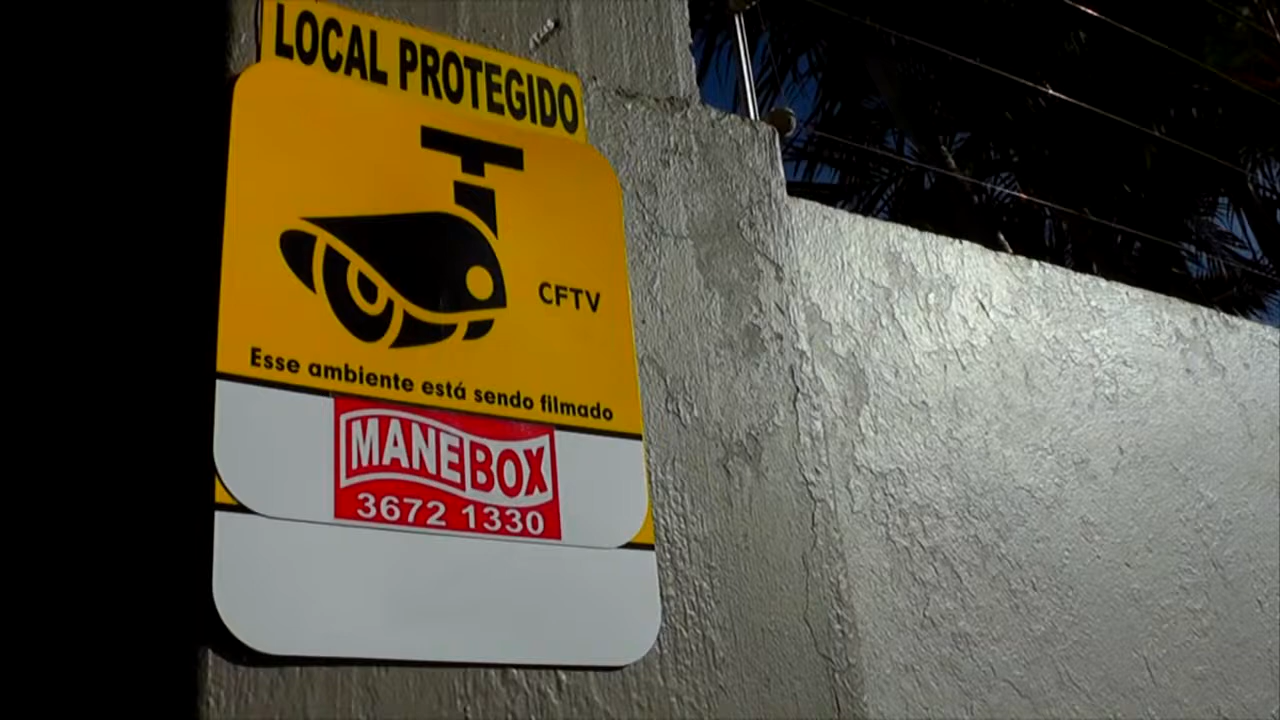 LOCAL PROTEGIDO
CFTV
Esse ambiente está sendo filmado
MANEBOX
3672 1330